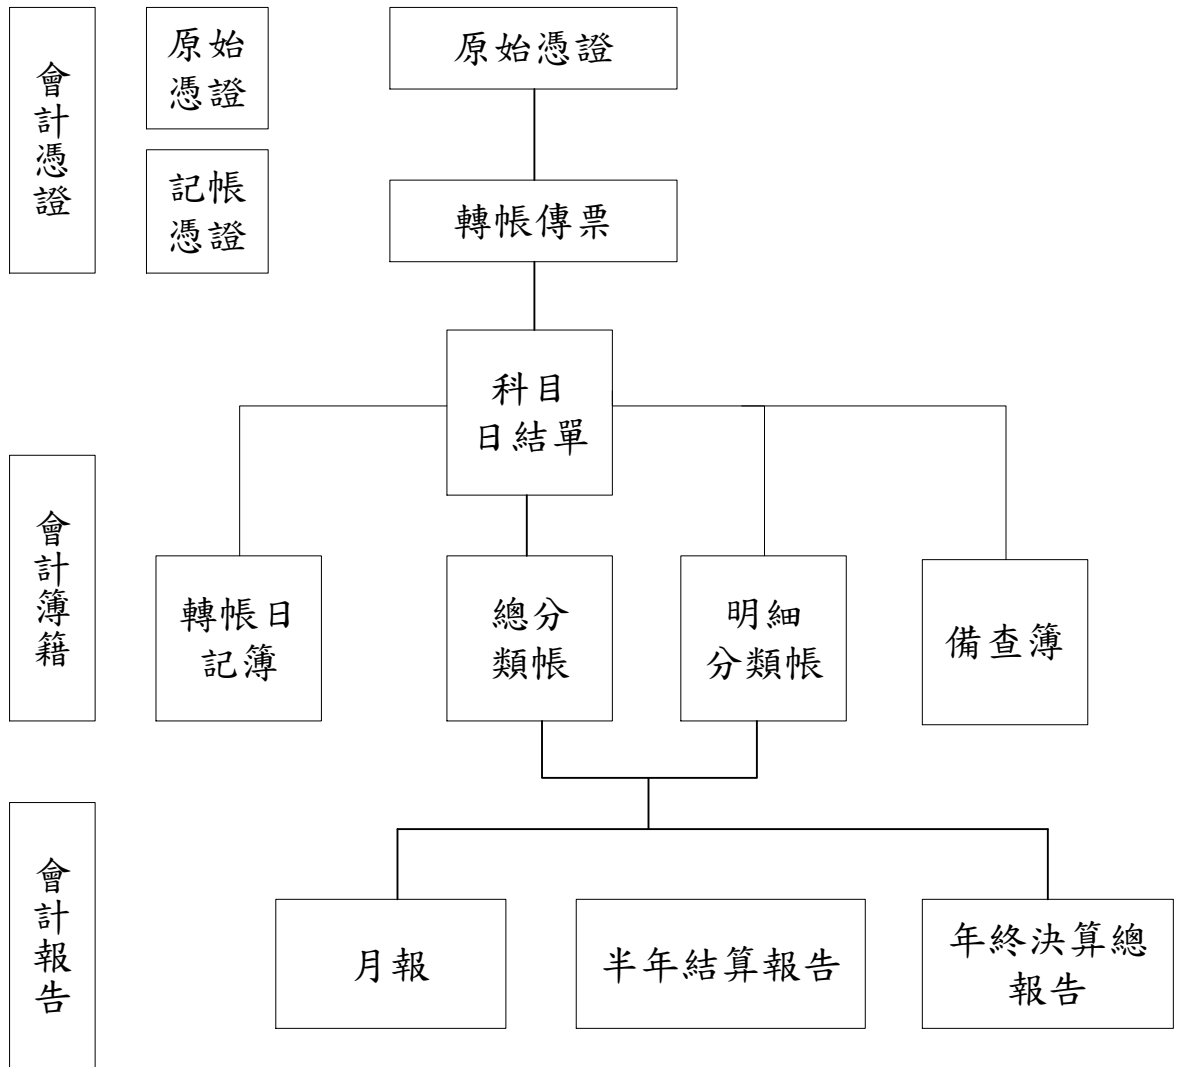 會計憑證
原始
憑證
原始憑證
記帳
憑證
轉帳傳票
科目
日結單
會計簿籍
轉帳日
記簿
總分
類帳
明細
分類帳
備查簿
會計報告
月報
半年結算報告
年終決算總
報告